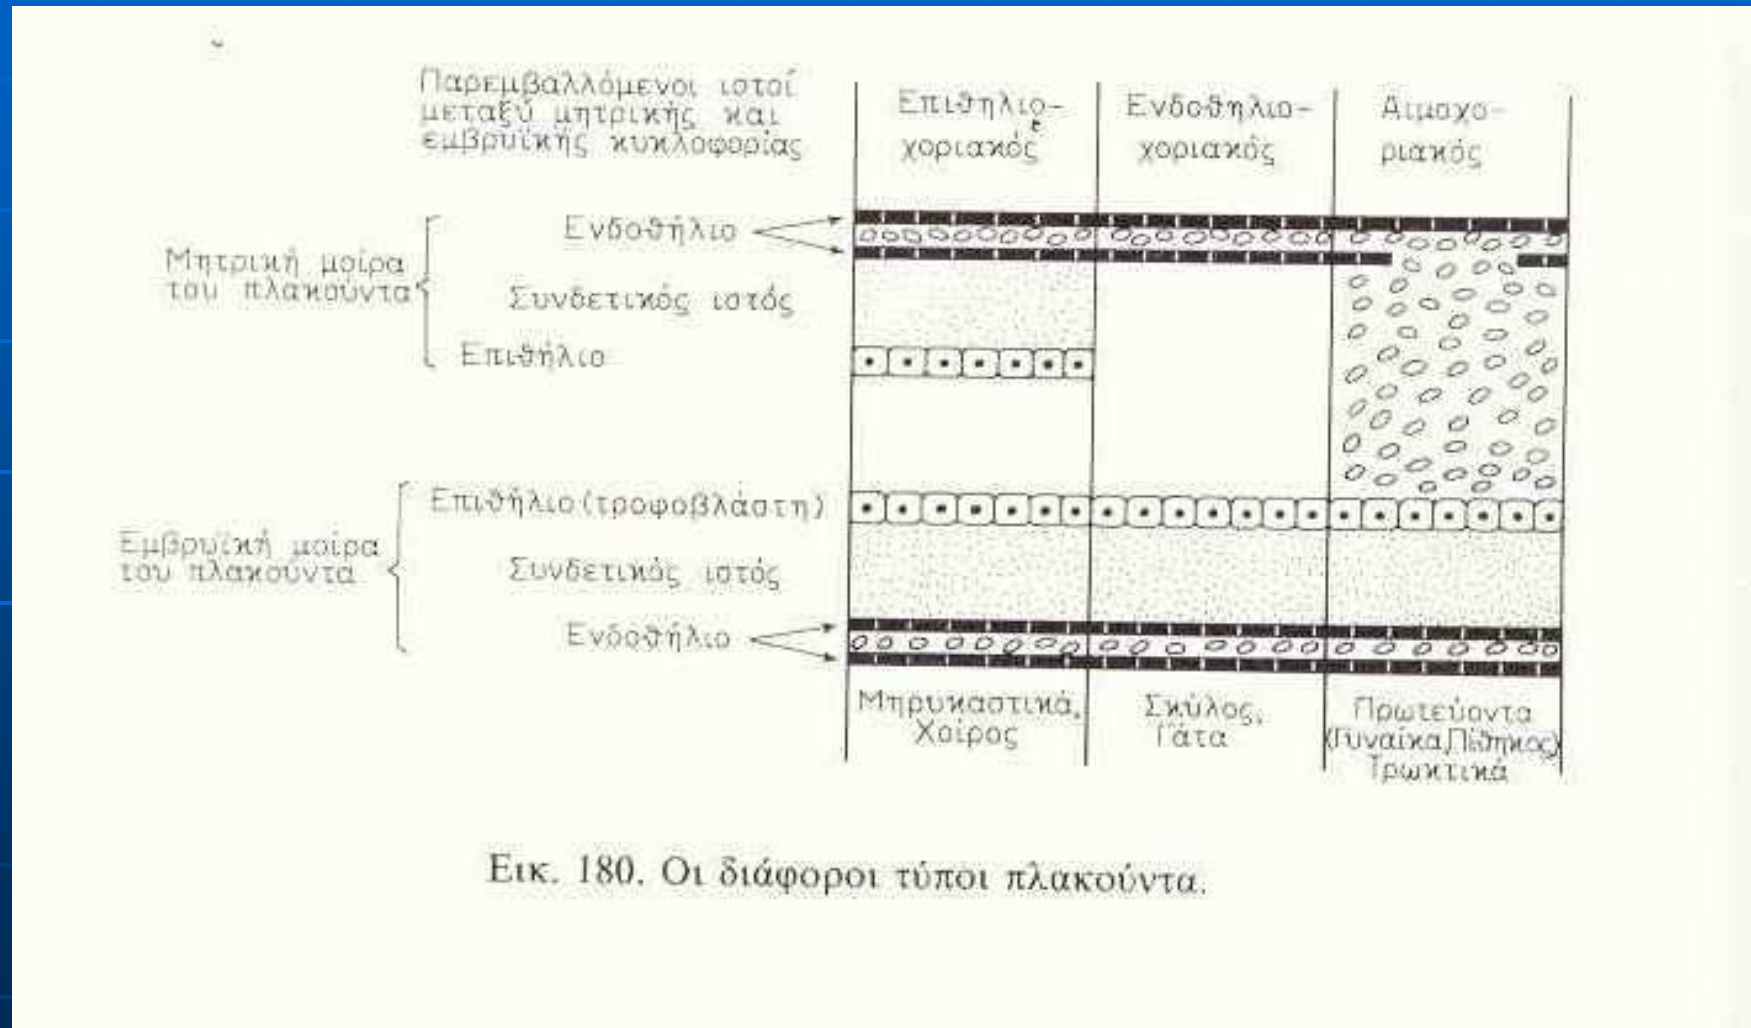 Παρεμβαλλόμενοι ιστοί
μεταξύ μητρικής και
εμβρυϊκής κυκλοφορίας
Επιθηλιο-
χοριακός
Ενδοθηλιο-
χοριακός
Αιμοχο-
ριακός
Μητρική μοίρα
του πλακούντα
Ενδοθήλιο
Συνδετικός ιστός
Επιθήλιο
Εμβρυϊκή μοίρα
του πλακούντα
Επιθήλιο (τροφοβλάστη)
Συνδετικός ιστός
Ενδοθήλιο
Μηρυκαστικά,
Χοίρος
Σκύλος,
Γάτα
Πρωτεύοντα
(Γυναίκα, Πίθηκος)
Τρωκτικά
Εικ. 180. Οι διάφοροι τύποι πλακούντα.